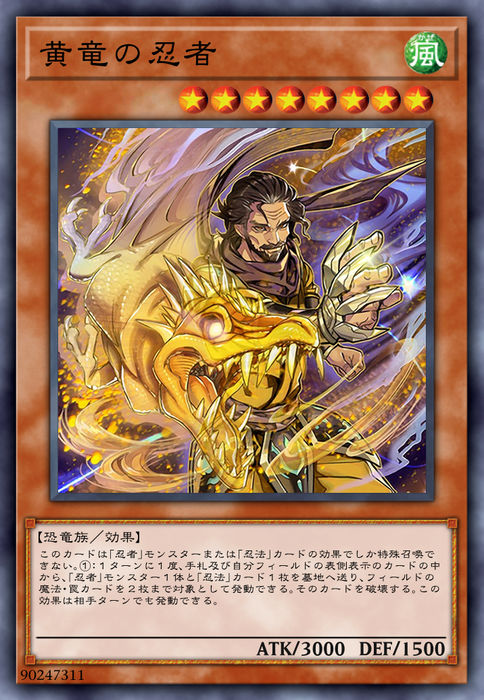 黄竜の忍者
かぜ
風
【恐竜族／効果】
このカードは「忍者」モンスターまたは「忍法」カードの効果でしか特殊召喚で
きない。①：１ターンに１度、手札及び自分フィールドの表側表示のカードの中
から、「忍者」モンスター１体と「忍法」カード１枚を墓地へ送り、フィールドの
魔法・罠カードを２枚まで対象として発動できる。そのカードを破壊する。この
効果は相手ターンでも発動できる。
ATK/3000 DEF/1500
90247311